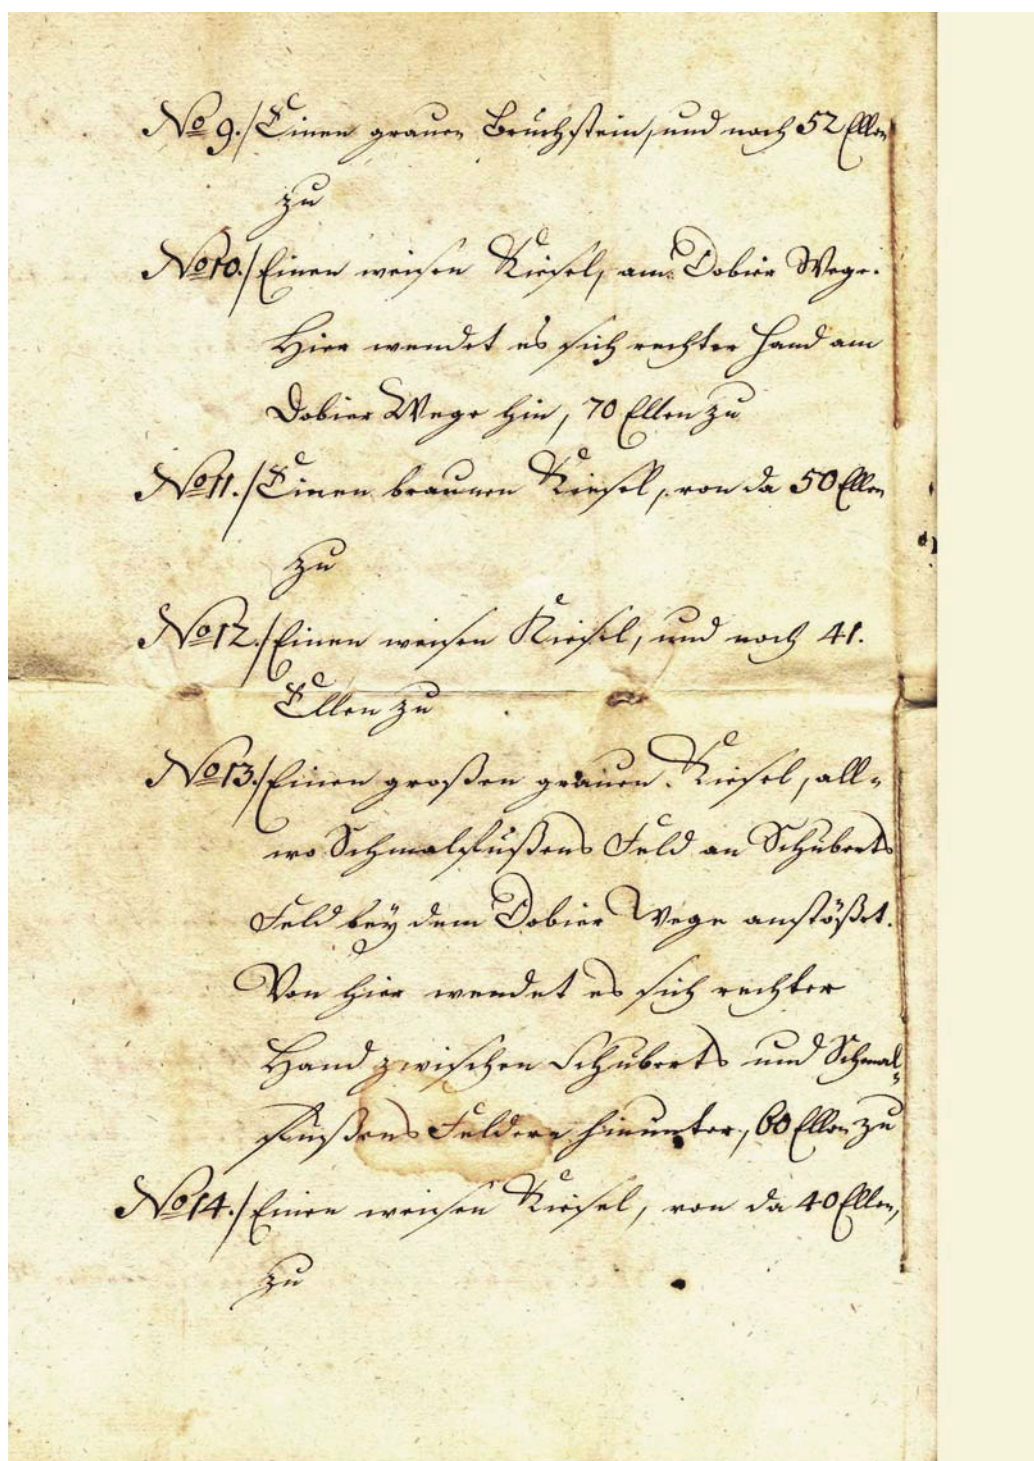 No 9./ Einen grauen Bruchstein, und noch 52 Ellen
zu
No 10./ Einen weisen Kiesel, am Dobier Wege.
Hier wendet es sich rechter Hand am
Dobier Wege hin, 70 Ellen zu
No 11./ Einen braunen Kiesel, von da 50 Ellen
zu
No 12./ Einen weisen Kiesel, und noch 41.
Ellen zu
No 13./ Einen großen grauen Kiesel, all-
wo Schmalfußens Feld an Schuberts
Feld bey dem Dobier Wege anstößet.
Von hier wendet es sich rechter
Hand zwischen Schuberts und Schmal-
fußens Feldern hinunter, 60 Ellen zu
No 14./ Einen weisen Kiesel, von da 40 Ellen,
zu